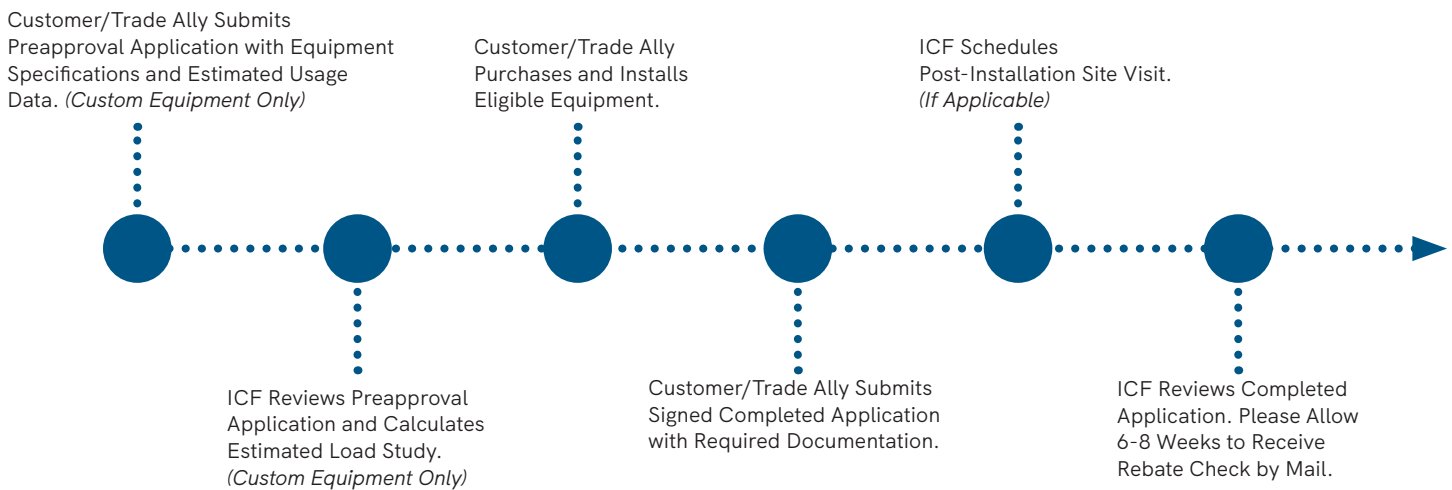 Customer/Trade Ally Submits
Preapproval Application with Equipment
Specifications and Estimated Usage
Data. (Custom Equipment Only)
ICF Reviews Preapproval
Application and Calculates
Estimated Load Study.
(Custom Equipment Only)
Customer/Trade Ally
Purchases and Installs
Eligible Equipment.
Customer/Trade Ally Submits
Signed Completed Application
with Required Documentation.
ICF Schedules
Post-Installation Site Visit.
(If Applicable)
ICF Reviews Completed
Application. Please Allow
6-8 Weeks to Receive
Rebate Check by Mail.